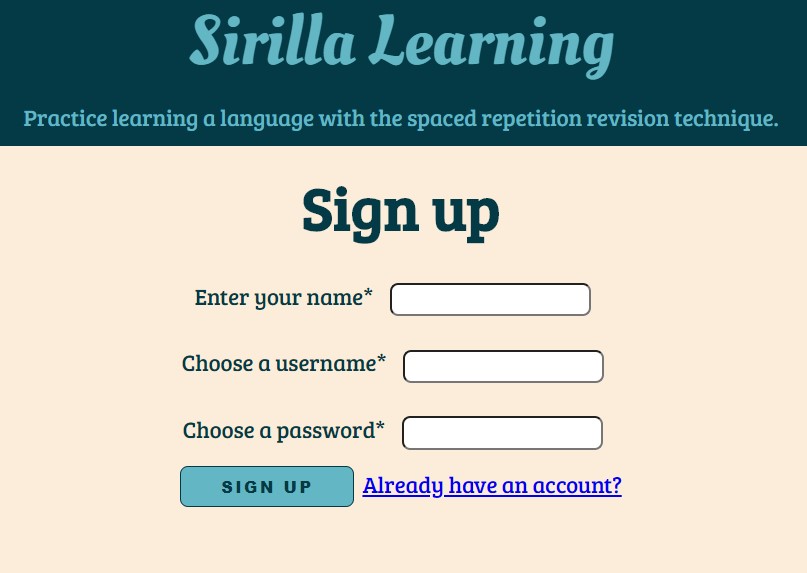 Sirilla Learning
Practice learning a language with the spaced repetition revision technique.
Sign up
Enter your name*
Choose a username*
Choose a password*
SIGN UP Already have an account?